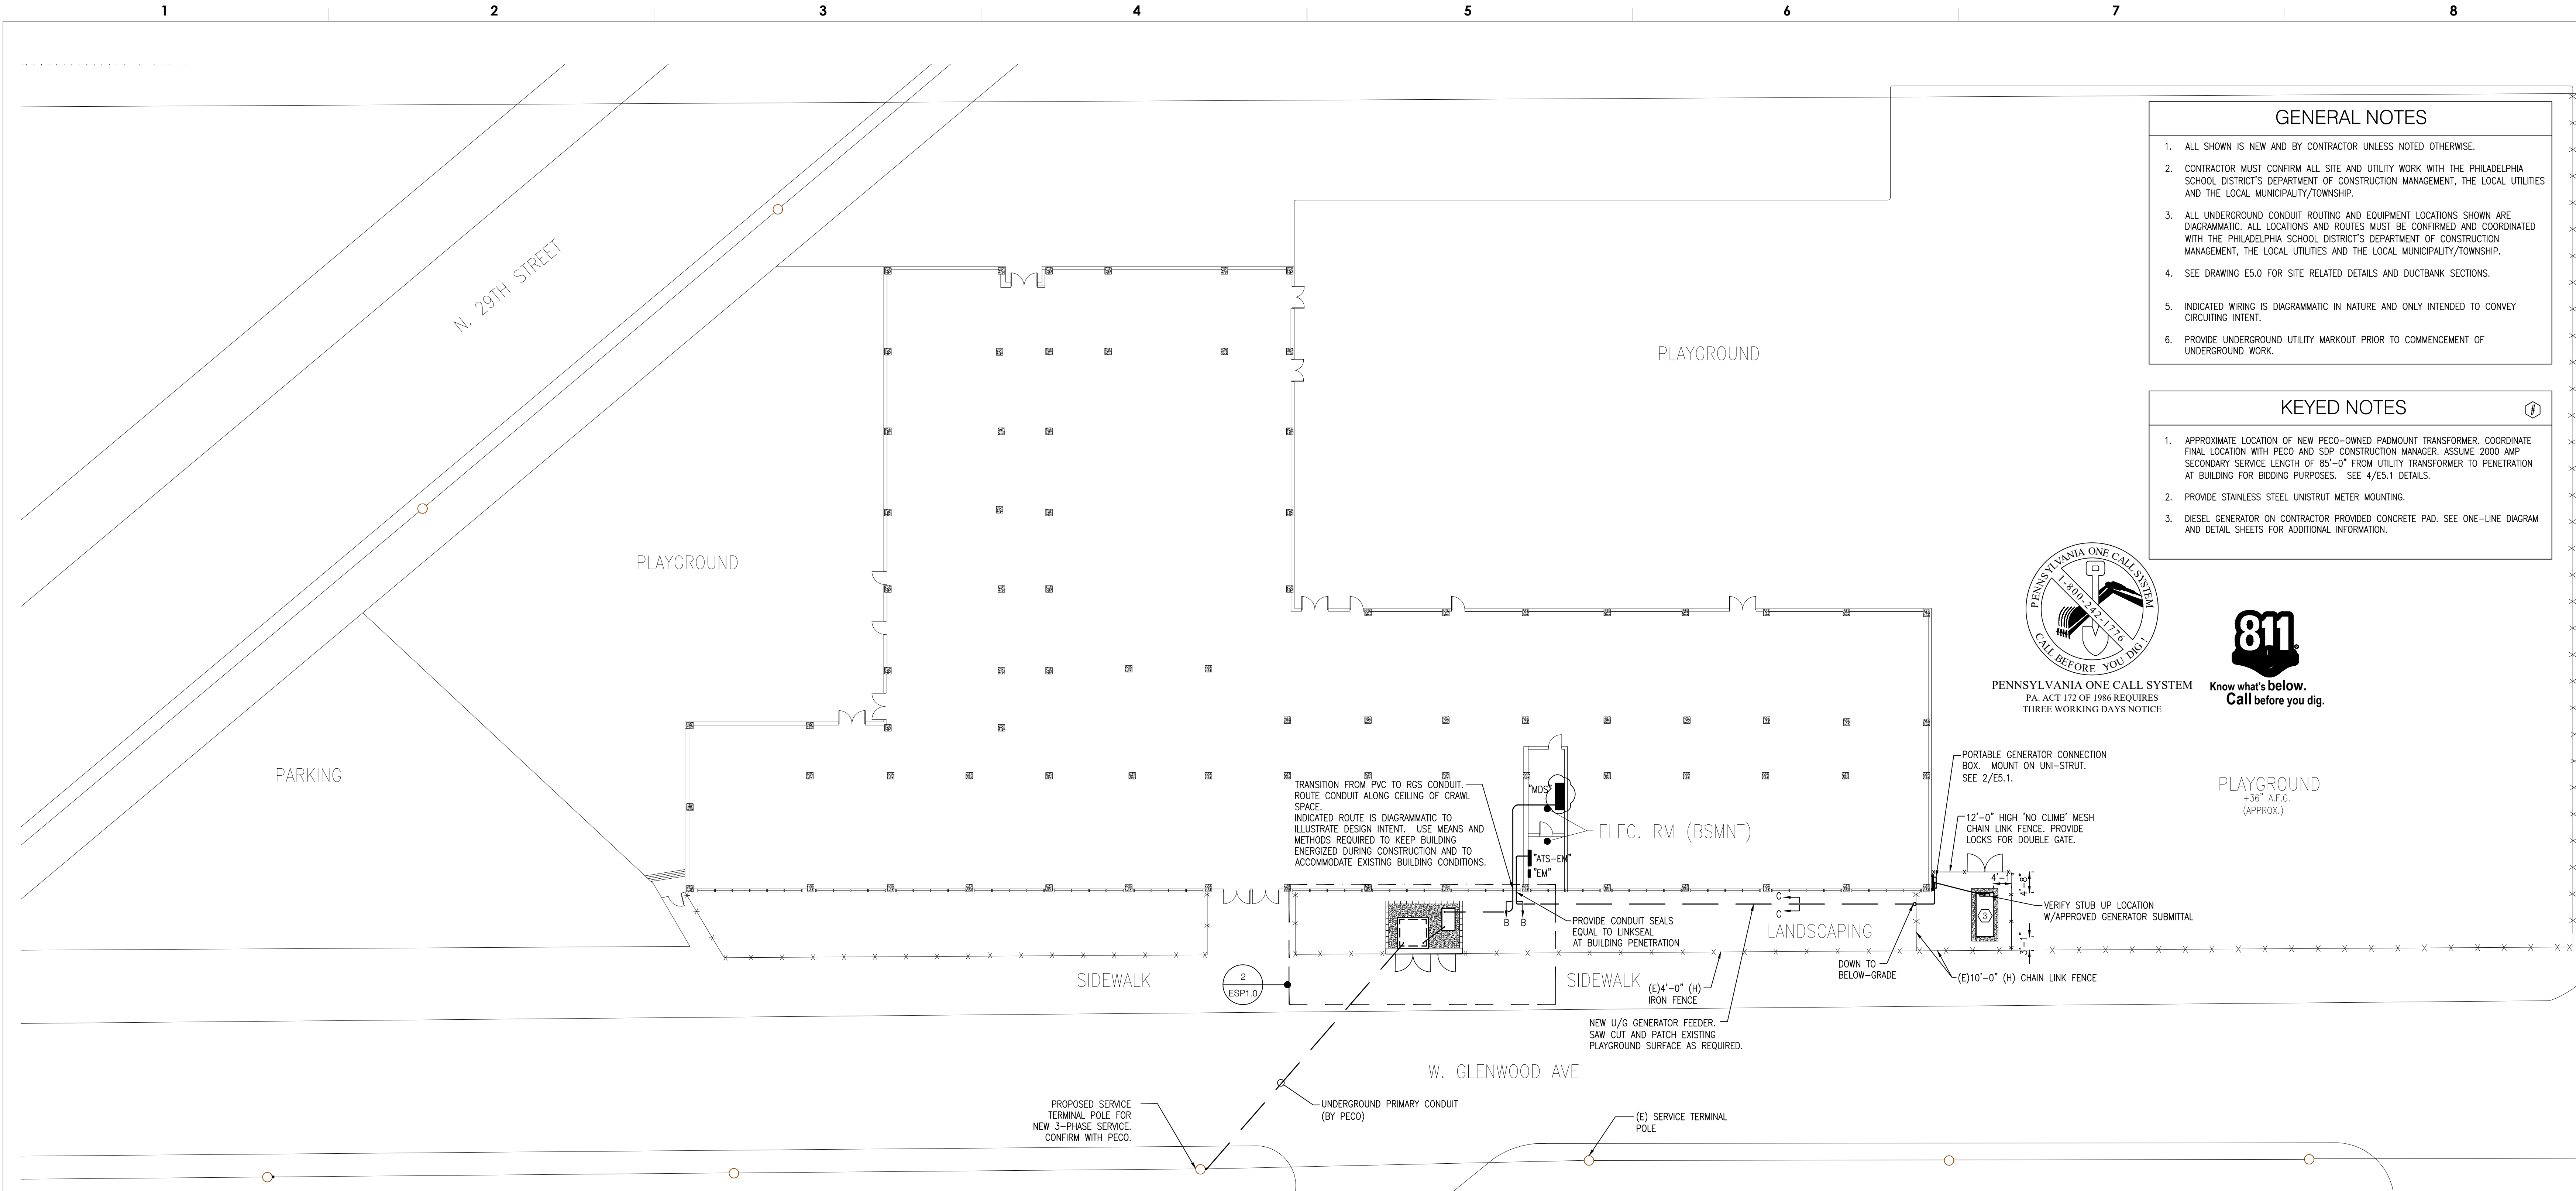 1 2 3 4 5 6 7 8
GENERAL NOTES
1. ALL SHOWN IS NEW AND BY CONTRACTOR UNLESS NOTED OTHERWISE.
2. CONTRACTOR MUST CONFIRM ALL SITE AND UTILITY WORK WITH THE PHILADELPHIA
SCHOOL DISTRICT'S DEPARTMENT OF CONSTRUCTION MANAGEMENT, THE LOCAL UTILITIES
AND THE LOCAL MUNICIPALITY/TOWNSHIP.
3. ALL UNDERGROUND CONDUIT ROUTING AND EQUIPMENT LOCATIONS SHOWN ARE
DIAGRAMMATIC. ALL LOCATIONS AND ROUTES MUST BE CONFIRMED AND COORDINATED
WITH THE PHILADELPHIA SCHOOL DISTRICT'S DEPARTMENT OF CONSTRUCTION
MANAGEMENT, THE LOCAL UTILITIES AND THE LOCAL MUNICIPALITY/TOWNSHIP.
4. SEE DRAWING E5.0 FOR SITE RELATED DETAILS AND DUCTBANK SECTIONS.
5. INDICATED WIRING IS DIAGRAMMATIC IN NATURE AND ONLY INTENDED TO CONVEY
CIRCUITING INTENT.
6. PROVIDE UNDERGROUND UTILITY MARKOUT PRIOR TO COMMENCEMENT OF
UNDERGROUND WORK.
KEYED NOTES #
1. APPROXIMATE LOCATION OF NEW PECO-OWNED PADMOUNT TRANSFORMER. COORDINATE
FINAL LOCATION WITH PECO AND SDP CONSTRUCTION MANAGER. ASSUME 2000 AMP
SECONDARY SERVICE LENGTH OF 85'-0" FROM UTILITY TRANSFORMER TO PENETRATION
AT BUILDING FOR BIDDING PURPOSES. SEE 4/E5.1 DETAILS.
2. PROVIDE STAINLESS STEEL UNISTRUT METER MOUNTING.
3. DIESEL GENERATOR ON CONTRACTOR PROVIDED CONCRETE PAD. SEE ONE-LINE DIAGRAM
AND DETAIL SHEETS FOR ADDITIONAL INFORMATION.
N. 29TH STREET
PLAYGROUND
PLAYGROUND
PARKING
PENNSYLVANIA ONE CALL SYSTEM
1-800-242-1776
CALL BEFORE YOU DIG !
PENNSYLVANIA ONE CALL SYSTEM
PA. ACT 172 OF 1986 REQUIRES
THREE WORKING DAYS NOTICE
811
Know what's below.
Call before you dig.
PORTABLE GENERATOR CONNECTION
BOX. MOUNT ON UNI-STRUT.
SEE 2/E5.1.
PLAYGROUND
+36" A.F.G.
(APPROX.)
12'-0" HIGH 'NO CLIMB' MESH
CHAIN LINK FENCE. PROVIDE
LOCKS FOR DOUBLE GATE.
TRANSITION FROM PVC TO RGS CONDUIT.
ROUTE CONDUIT ALONG CEILING OF CRAWL
SPACE.
INDICATED ROUTE IS DIAGRAMMATIC TO
ILLUSTRATE DESIGN INTENT. USE MEANS AND
METHODS REQUIRED TO KEEP BUILDING
ENERGIZED DURING CONSTRUCTION AND TO
ACCOMMODATE EXISTING BUILDING CONDITIONS.
"MDS"
ELEC. RM (BSMNT)
"ATS-EM"
"EM"
4'-1"
4'-8"
3
3'-1"
VERIFY STUB UP LOCATION
W/APPROVED GENERATOR SUBMITTAL
B B
C
C
PROVIDE CONDUIT SEALS
EQUAL TO LINKSEAL
AT BUILDING PENETRATION
LANDSCAPING
DOWN TO
BELOW-GRADE
(E)10'-0" (H) CHAIN LINK FENCE
SIDEWALK
2
ESP1.0
SIDEWALK
(E)4'-0" (H)
IRON FENCE
NEW U/G GENERATOR FEEDER.
SAW CUT AND PATCH EXISTING
PLAYGROUND SURFACE AS REQUIRED.
W. GLENWOOD AVE
PROPOSED SERVICE
TERMINAL POLE FOR
NEW 3-PHASE SERVICE.
CONFIRM WITH PECO.
UNDERGROUND PRIMARY CONDUIT
(BY PECO)
(E) SERVICE TERMINAL
POLE